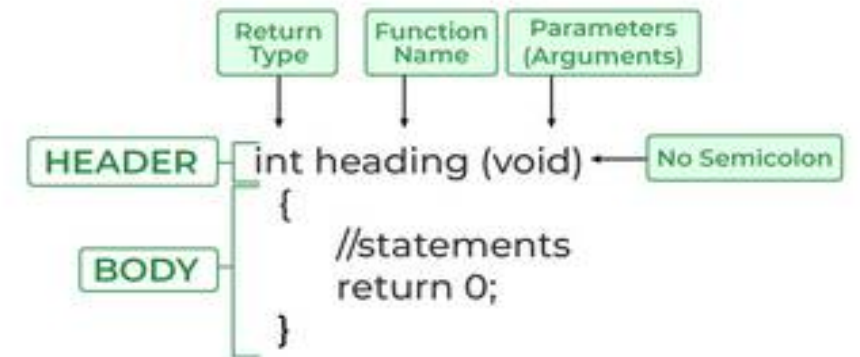 Return
Type
Function
Name
Parameters
(Arguments)
HEADER
int heading (void)
No Semicolon
{
//statements
BODY
return 0;
}